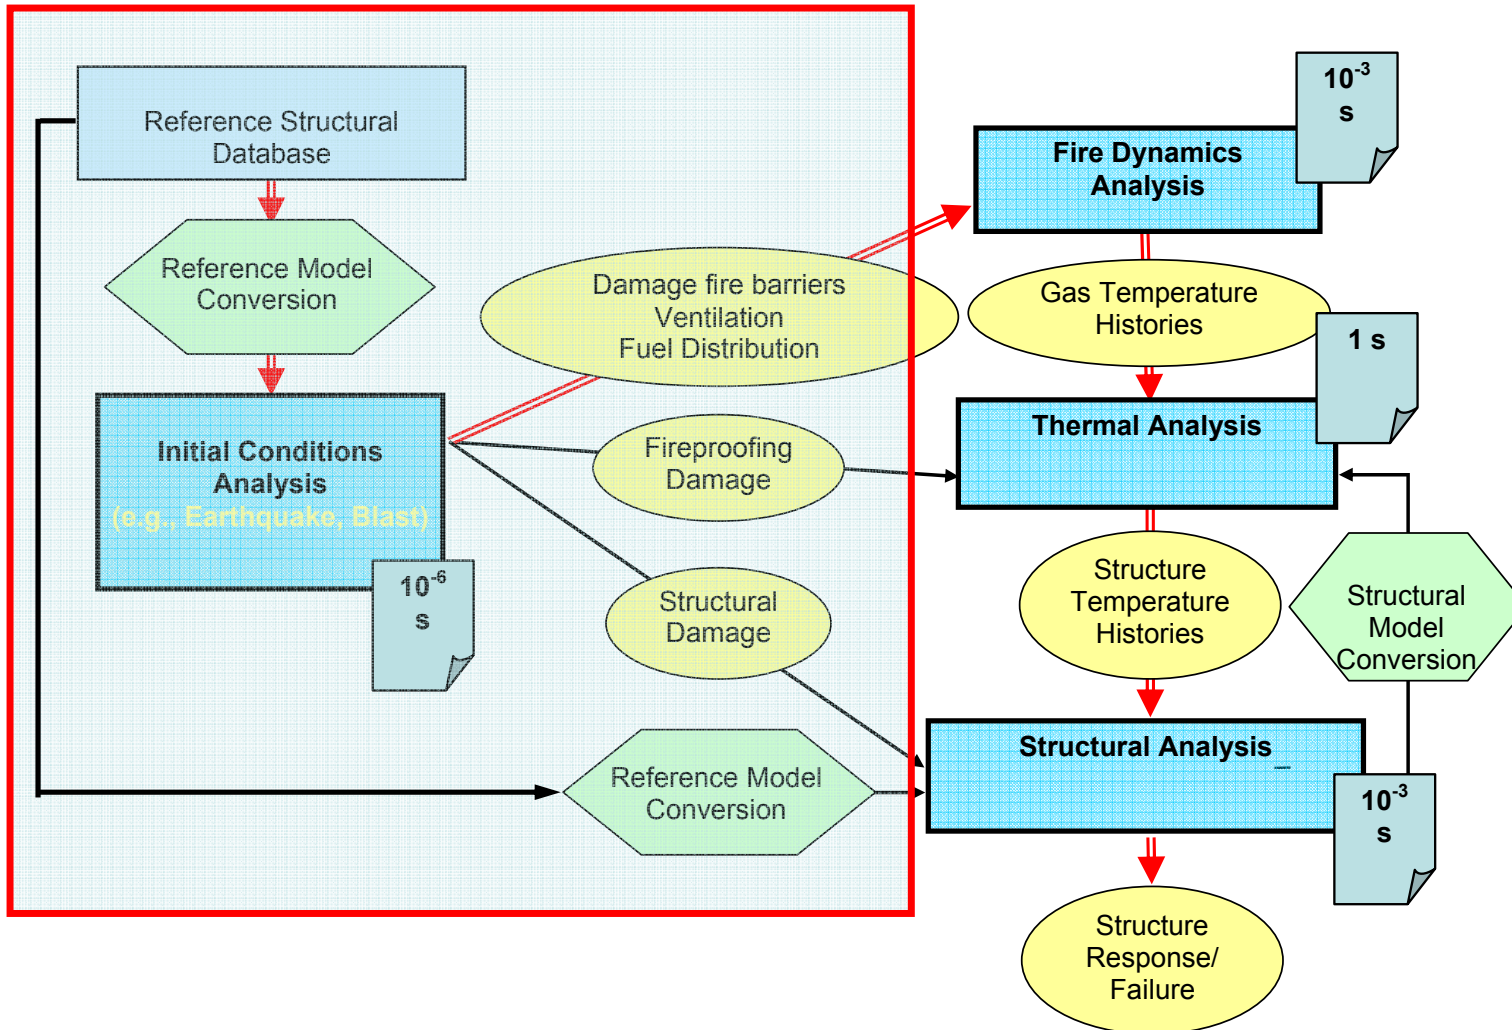 Reference Structural
Database
Reference Model
Conversion
Initial Conditions
Analysis
(e.g., Earthquake, Blast)
10-6
s
Damage fire barriers
Ventilation
Fuel Distribution
Fireproofing
Damage
Structural
Damage
Reference Model
Conversion
10-3
s
Fire Dynamics
Analysis
Gas Temperature
Histories
1 s
Thermal Analysis
Structure
Temperature
Histories
Structural
Model
Conversion
Structural Analysis_
10-3
s
Structure
Response/
Failure